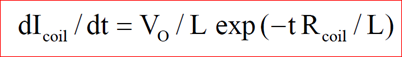 dI_coil/dt = V_O/L exp(−t R_coil/L)